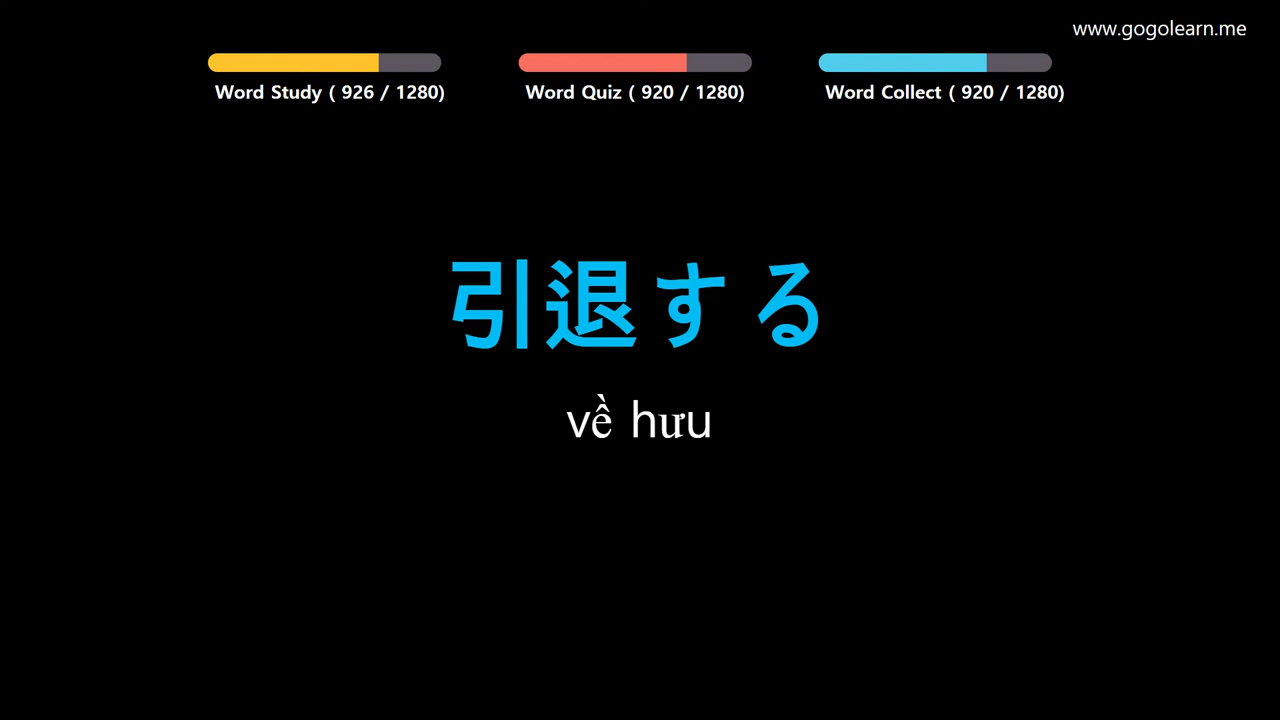 www.gogolearn.me
Word Study ( 926 / 1280)
Word Quiz ( 920 / 1280)
Word Collect ( 920 / 1280)
引退する
về hưu